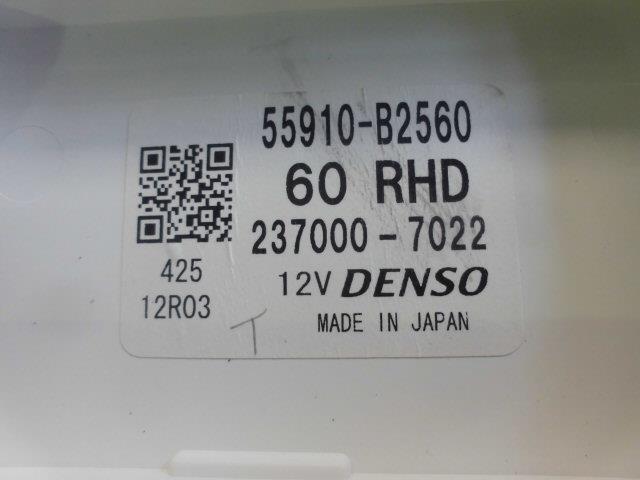 55910-B2560
60 RHD
237000-7022
425
12V DENSO
12R03
MADE IN JAPAN
T